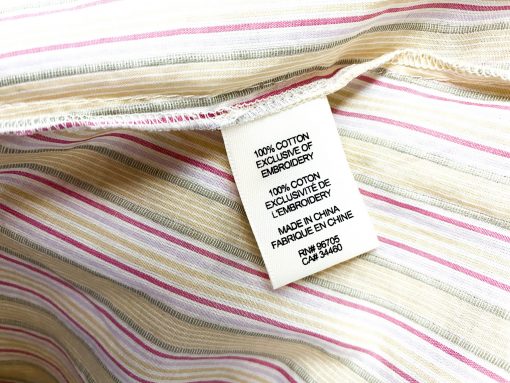 100% COTTON
EXCLUSIVE OF
EMBROIDERY
100% COTON
EXCLUSIVITÉ DE
L'EMBROIDERY
MADE IN CHINA
FABRIQUE EN CHINE
RN# 96705
CA# 34460